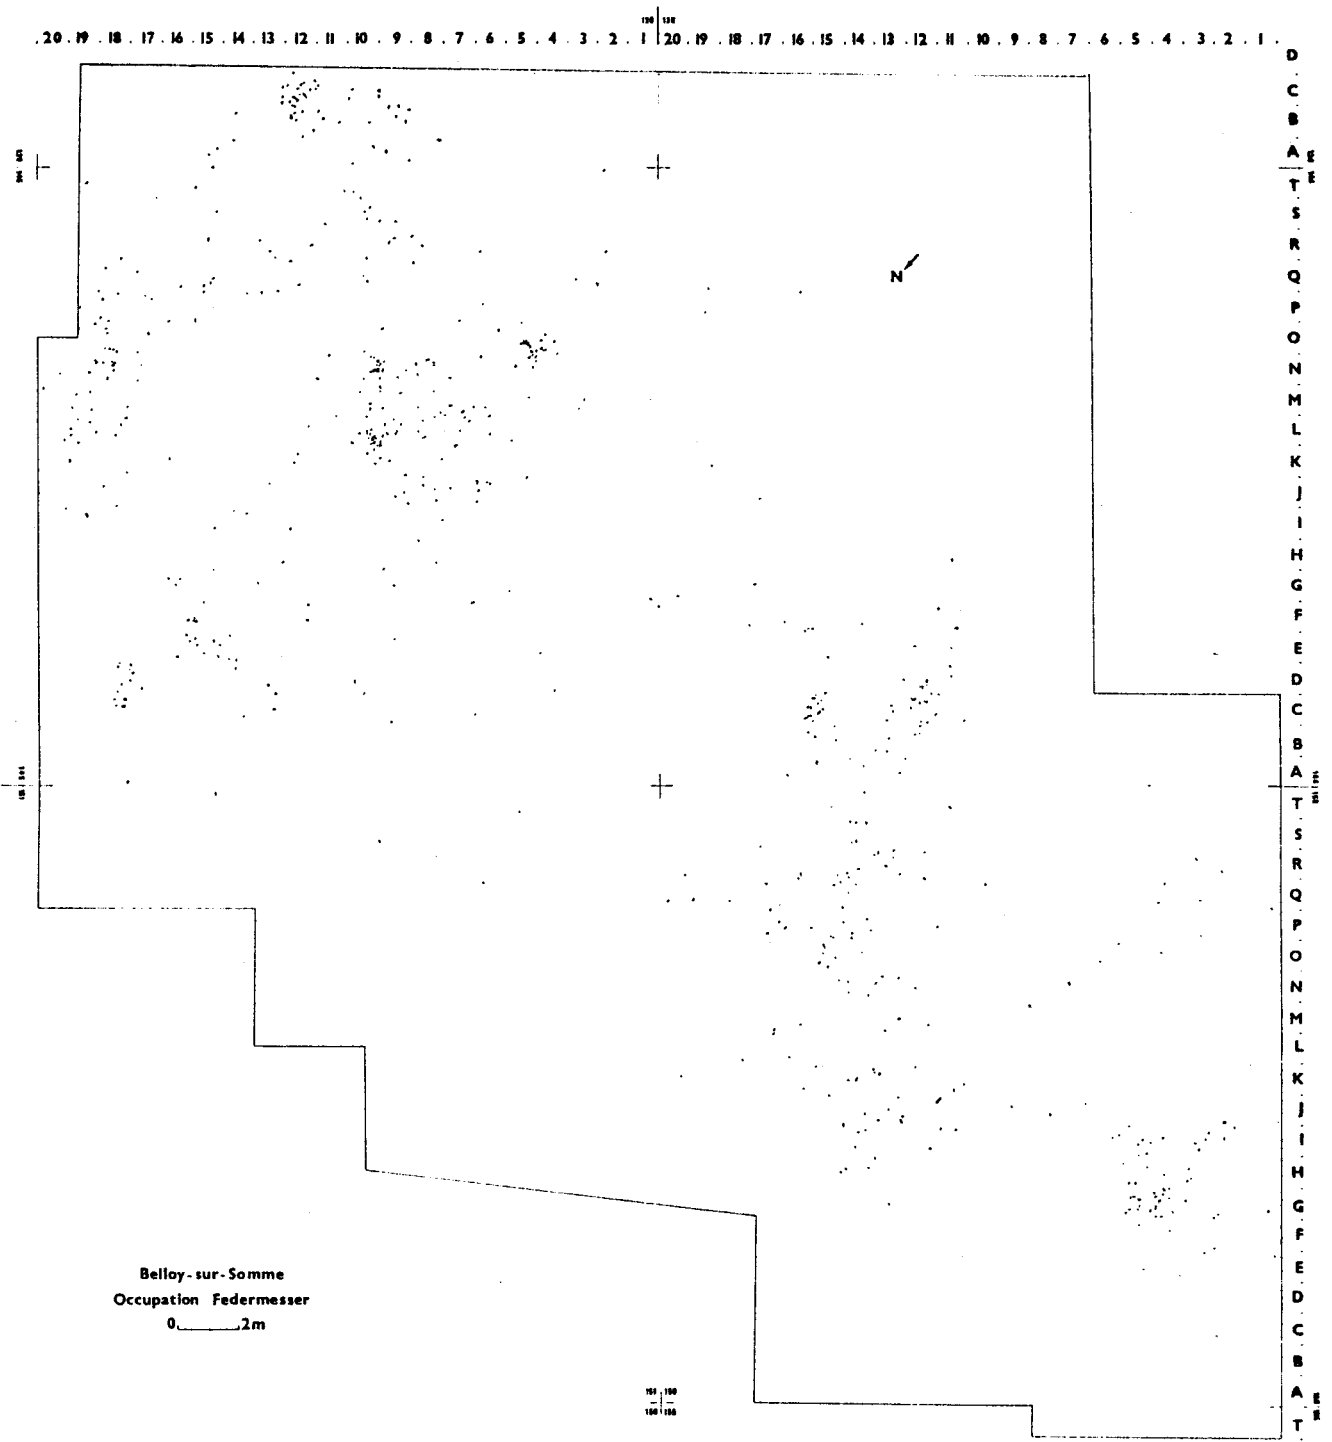 . 20 . 19 . 18 . 17 . 16 . 15 . 14 . 13 . 12 . 11 . 10 . 9 . 8 . 7 . 6 . 5 . 4 . 3 . 2 . 1 20 . 19 . 18 . 17 . 16 . 15 . 14 . 13 . 12 . 11 . 10 . 9 . 8 . 7 . 6 . 5 . 4 . 3 . 2 . 1 .
D
C
B
A
T
S
R
Q
P
O
N
M
L
K
J
I
H
G
F
E
D
C
B
A
T
S
R
Q
P
O
N
M
L
K
J
I
H
G
F
E
D
C
B
A
T
N
Belloy-sur-Somme
Occupation Federmesser
0 2m
151 150